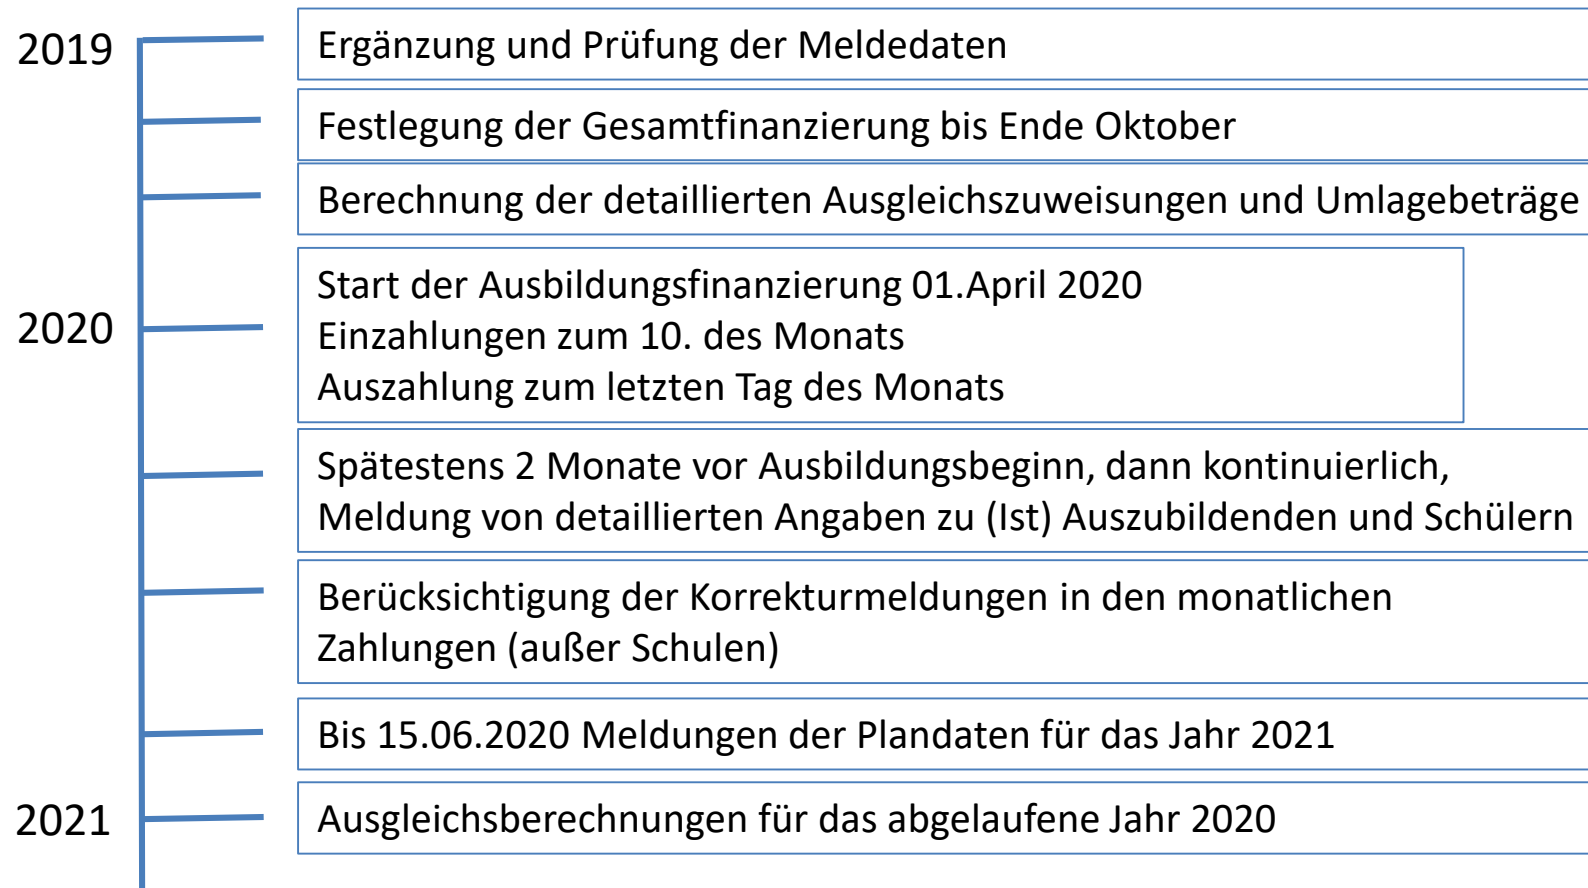 2019
Ergänzung und Prüfung der Meldedaten
Festlegung der Gesamtfinanzierung bis Ende Oktober
Berechnung der detaillierten Ausgleichszuweisungen und Umlagebeträge
2020
Start der Ausbildungsfinanzierung 01.April 2020
Einzahlungen zum 10. des Monats
Auszahlung zum letzten Tag des Monats
Spätestens 2 Monate vor Ausbildungsbeginn, dann kontinuierlich,
Meldung von detaillierten Angaben zu (Ist) Auszubildenden und Schülern
Berücksichtigung der Korrekturmeldungen in den monatlichen
Zahlungen (außer Schulen)
Bis 15.06.2020 Meldungen der Plandaten für das Jahr 2021
2021
Ausgleichsberechnungen für das abgelaufene Jahr 2020